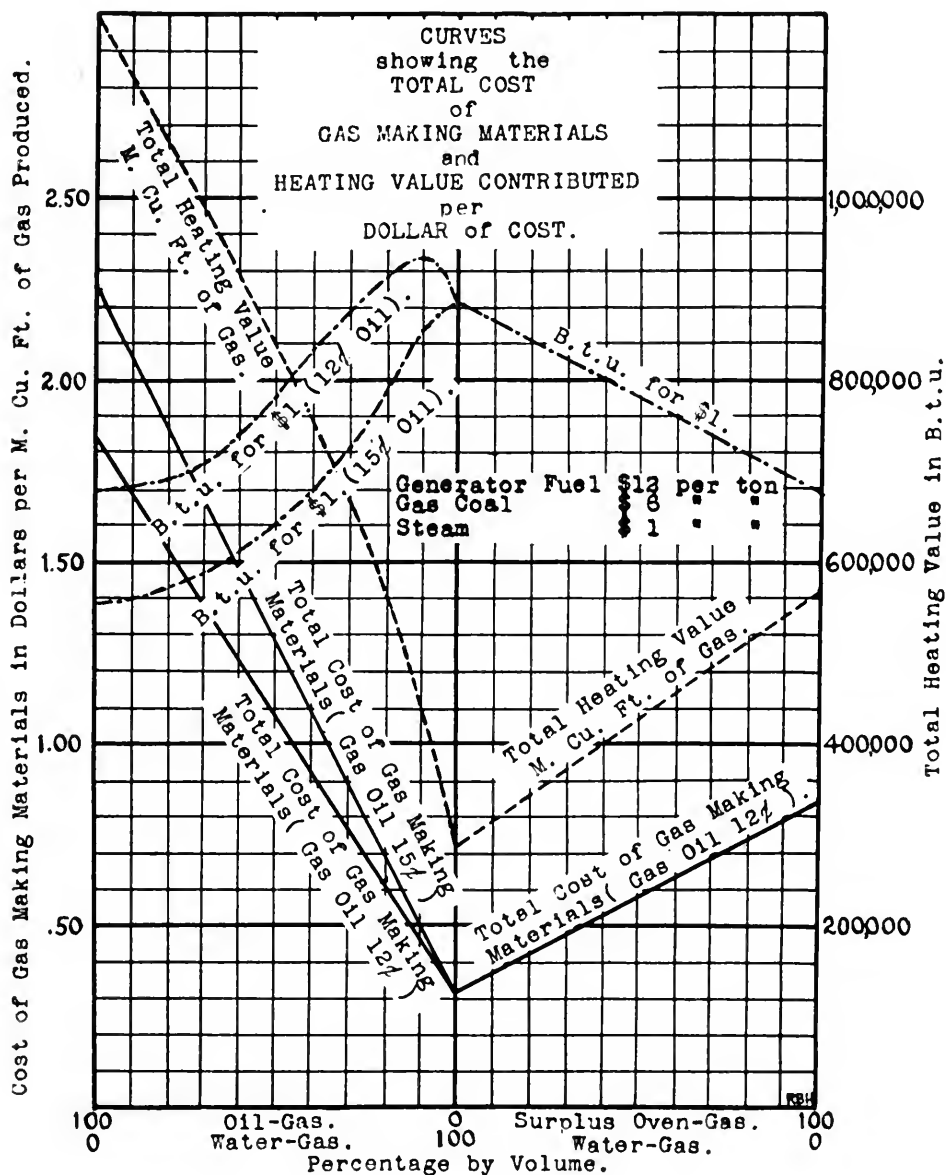 CURVES
showing the
TOTAL COST
of
GAS MAKING MATERIALS
and
HEATING VALUE CONTRIBUTED
per
DOLLAR of COST.
Cost of Gas Making Materials in Dollars per M. Cu. Ft. of Gas Produced.
2.50
2.00
1.50
1.00
.50
Total Heating Value
M. Cu. Ft. of Gas.
B.t.u. for $1. (12¢ Oil).
B.t.u. for $1. (15¢ Oil).
B.t.u. for $1.
Generator Fuel $12 per ton
Gas Coal $ 6 " "
Steam $ 1 " "
Total Cost of Gas Making
Materials( Gas Oil 15¢ )
Total Cost of Gas Making
Materials( Gas Oil 12¢ )
Total Heating Value
M. Cu. Ft. of Gas.
Total Cost of Gas Making
Materials( Gas Oil 12¢ ).
1,000,000
800,000
600,000
400,000
200,000
Total Heating Value in B.t.u.
RBH
100 Oil-Gas. 0 Surplus Oven-Gas. 100
0 Water-Gas. 100 Water-Gas. 0
Percentage by Volume.